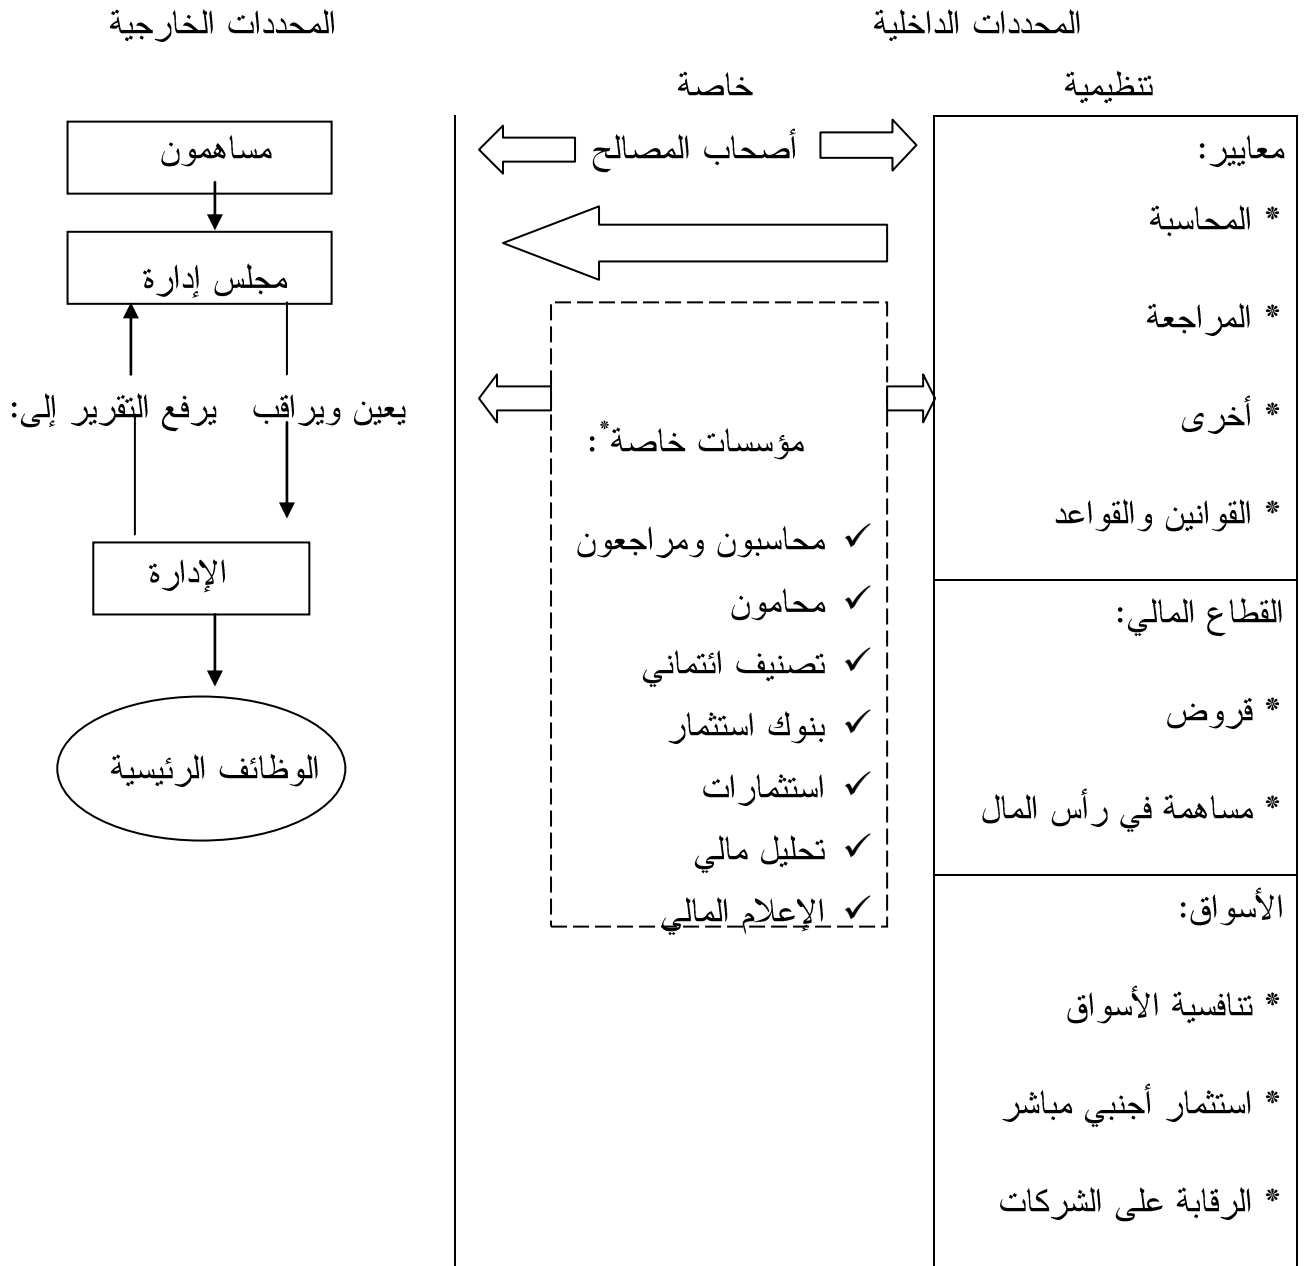 المحددات الداخلية
المحددات الخارجية
تنظيمية
خاصة
معايير:
* المحاسبة
* المراجعة
* أخرى
* القوانين والقواعد
القطاع المالي:
* قروض
* مساهمة في رأس المال
الأسواق:
* تنافسية الأسواق
* استثمار أجنبي مباشر
* الرقابة على الشركات
أصحاب المصالح
مؤسسات خاصة*:
✓ محاسبون ومراجعون
✓ محامون
✓ تصنيف ائتماني
✓ بنوك استثمار
✓ استثمارات
✓ تحليل مالي
✓ الإعلام المالي
مساهمون
مجلس إدارة
يعين ويراقب
يرفع التقرير إلى:
الإدارة
الوظائف الرئيسية